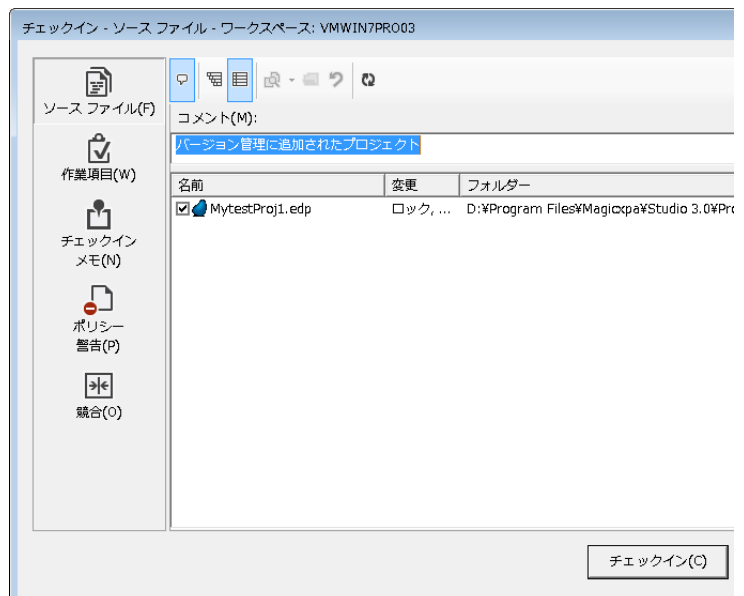 チェックイン - ソース ファイル - ワークスペース: VMWIN7PRO03
ソース ファイル(F)
作業項目(W)
チェックイン
メモ(N)
ポリシー
警告(P)
競合(O)
コメント(M):
バージョン管理に追加されたプロジェクト
名前 変更 フォルダー
MytestProj1.edp ロック, ... D:¥Program Files¥Magicxpa¥Studio 3.0¥Pro
チェックイン(C)